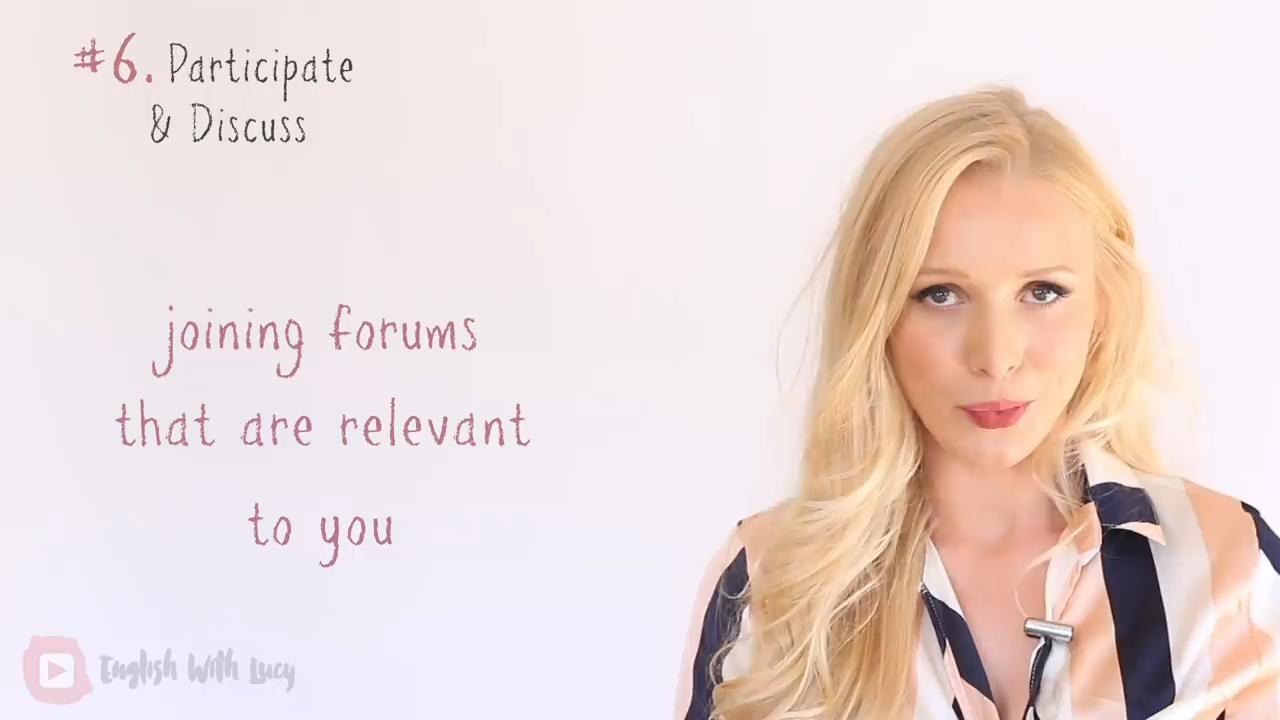 #6. Participate
& Discuss
joining forums
that are relevant
to you
English With Lucy